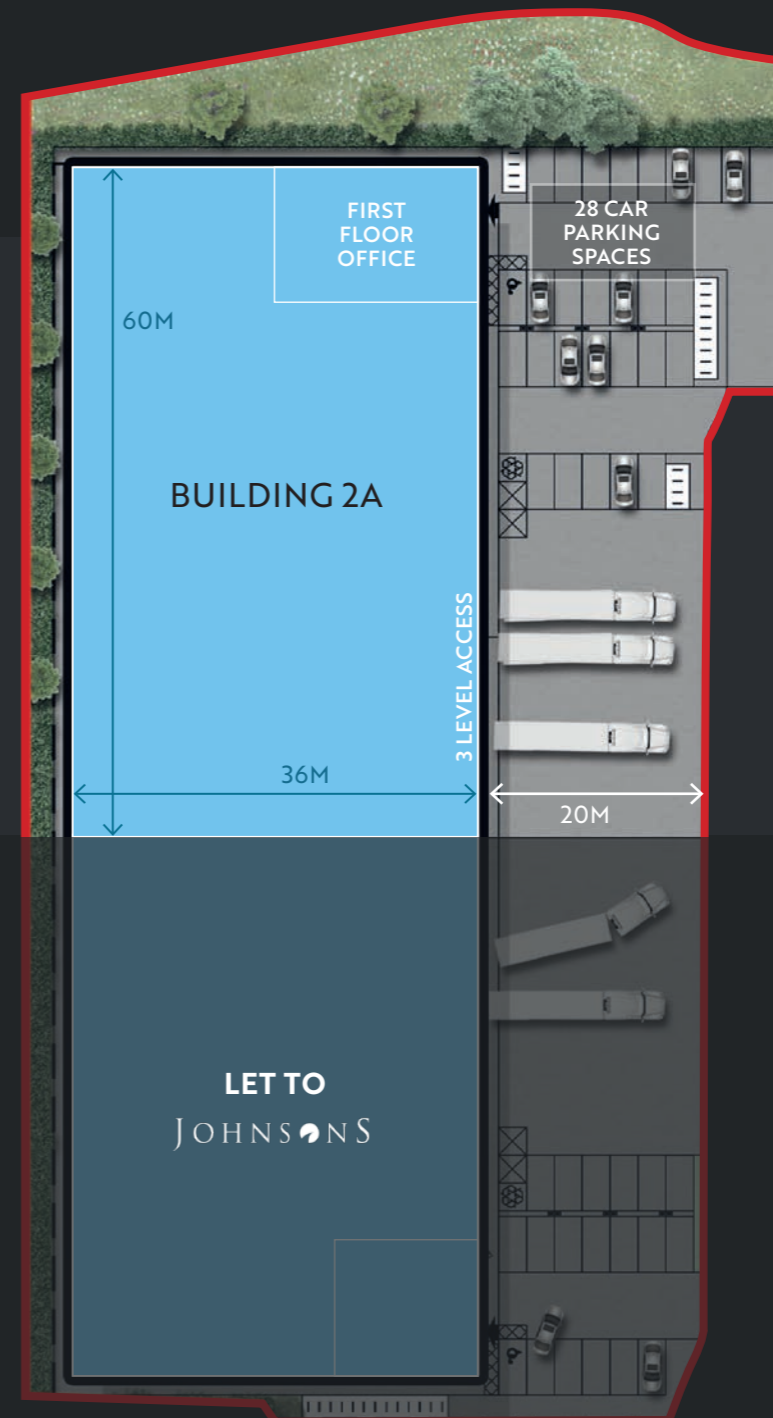 FIRST
FLOOR
OFFICE
28 CAR
PARKING
SPACES
60M
BUILDING 2A
3 LEVEL ACCESS
36M
20M
LET TO
JOHNSONS